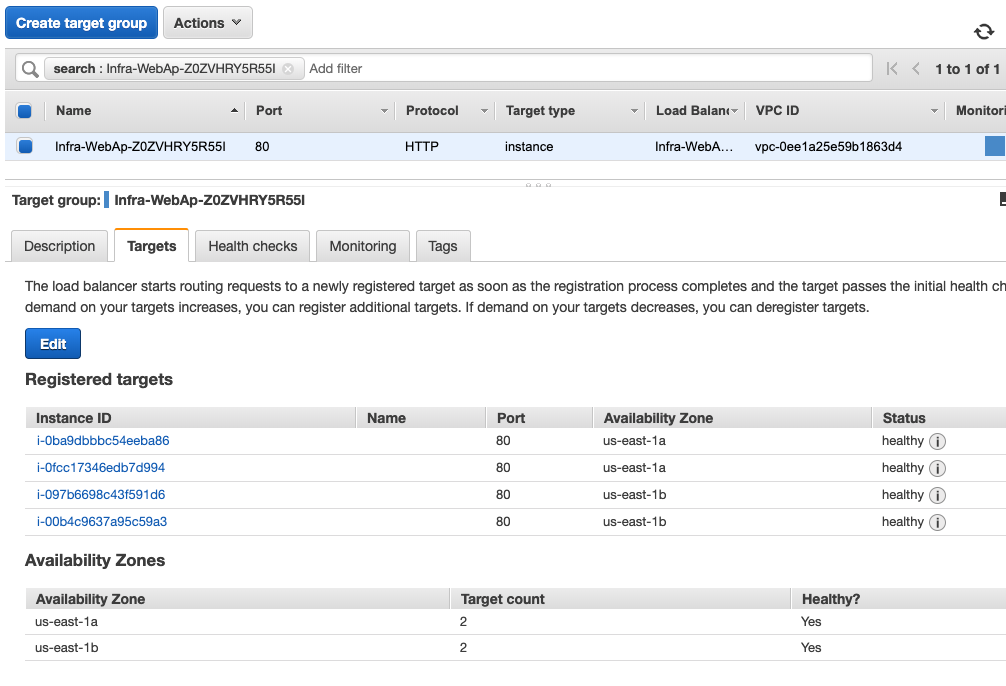 Create target group Actions
search : Infra-WebAp-Z0ZVHRY5R55I Add filter 1 to 1 of 1
Name Port Protocol Target type Load Balan VPC ID Monitori
Infra-WebAp-Z0ZVHRY5R55I 80 HTTP instance Infra-WebA... vpc-0ee1a25e59b1863d4
Target group: Infra-WebAp-Z0ZVHRY5R55I
Description Targets Health checks Monitoring Tags
The load balancer starts routing requests to a newly registered target as soon as the registration process completes and the target passes the initial health ch
demand on your targets increases, you can register additional targets. If demand on your targets decreases, you can deregister targets.
Edit
Registered targets
Instance ID Name Port Availability Zone Status
i-0ba9dbbbc54eeba86 80 us-east-1a healthy
i-0fcc17346edb7d994 80 us-east-1a healthy
i-097b6698c43f591d6 80 us-east-1b healthy
i-00b4c9637a95c59a3 80 us-east-1b healthy
Availability Zones
Availability Zone Target count Healthy?
us-east-1a 2 Yes
us-east-1b 2 Yes